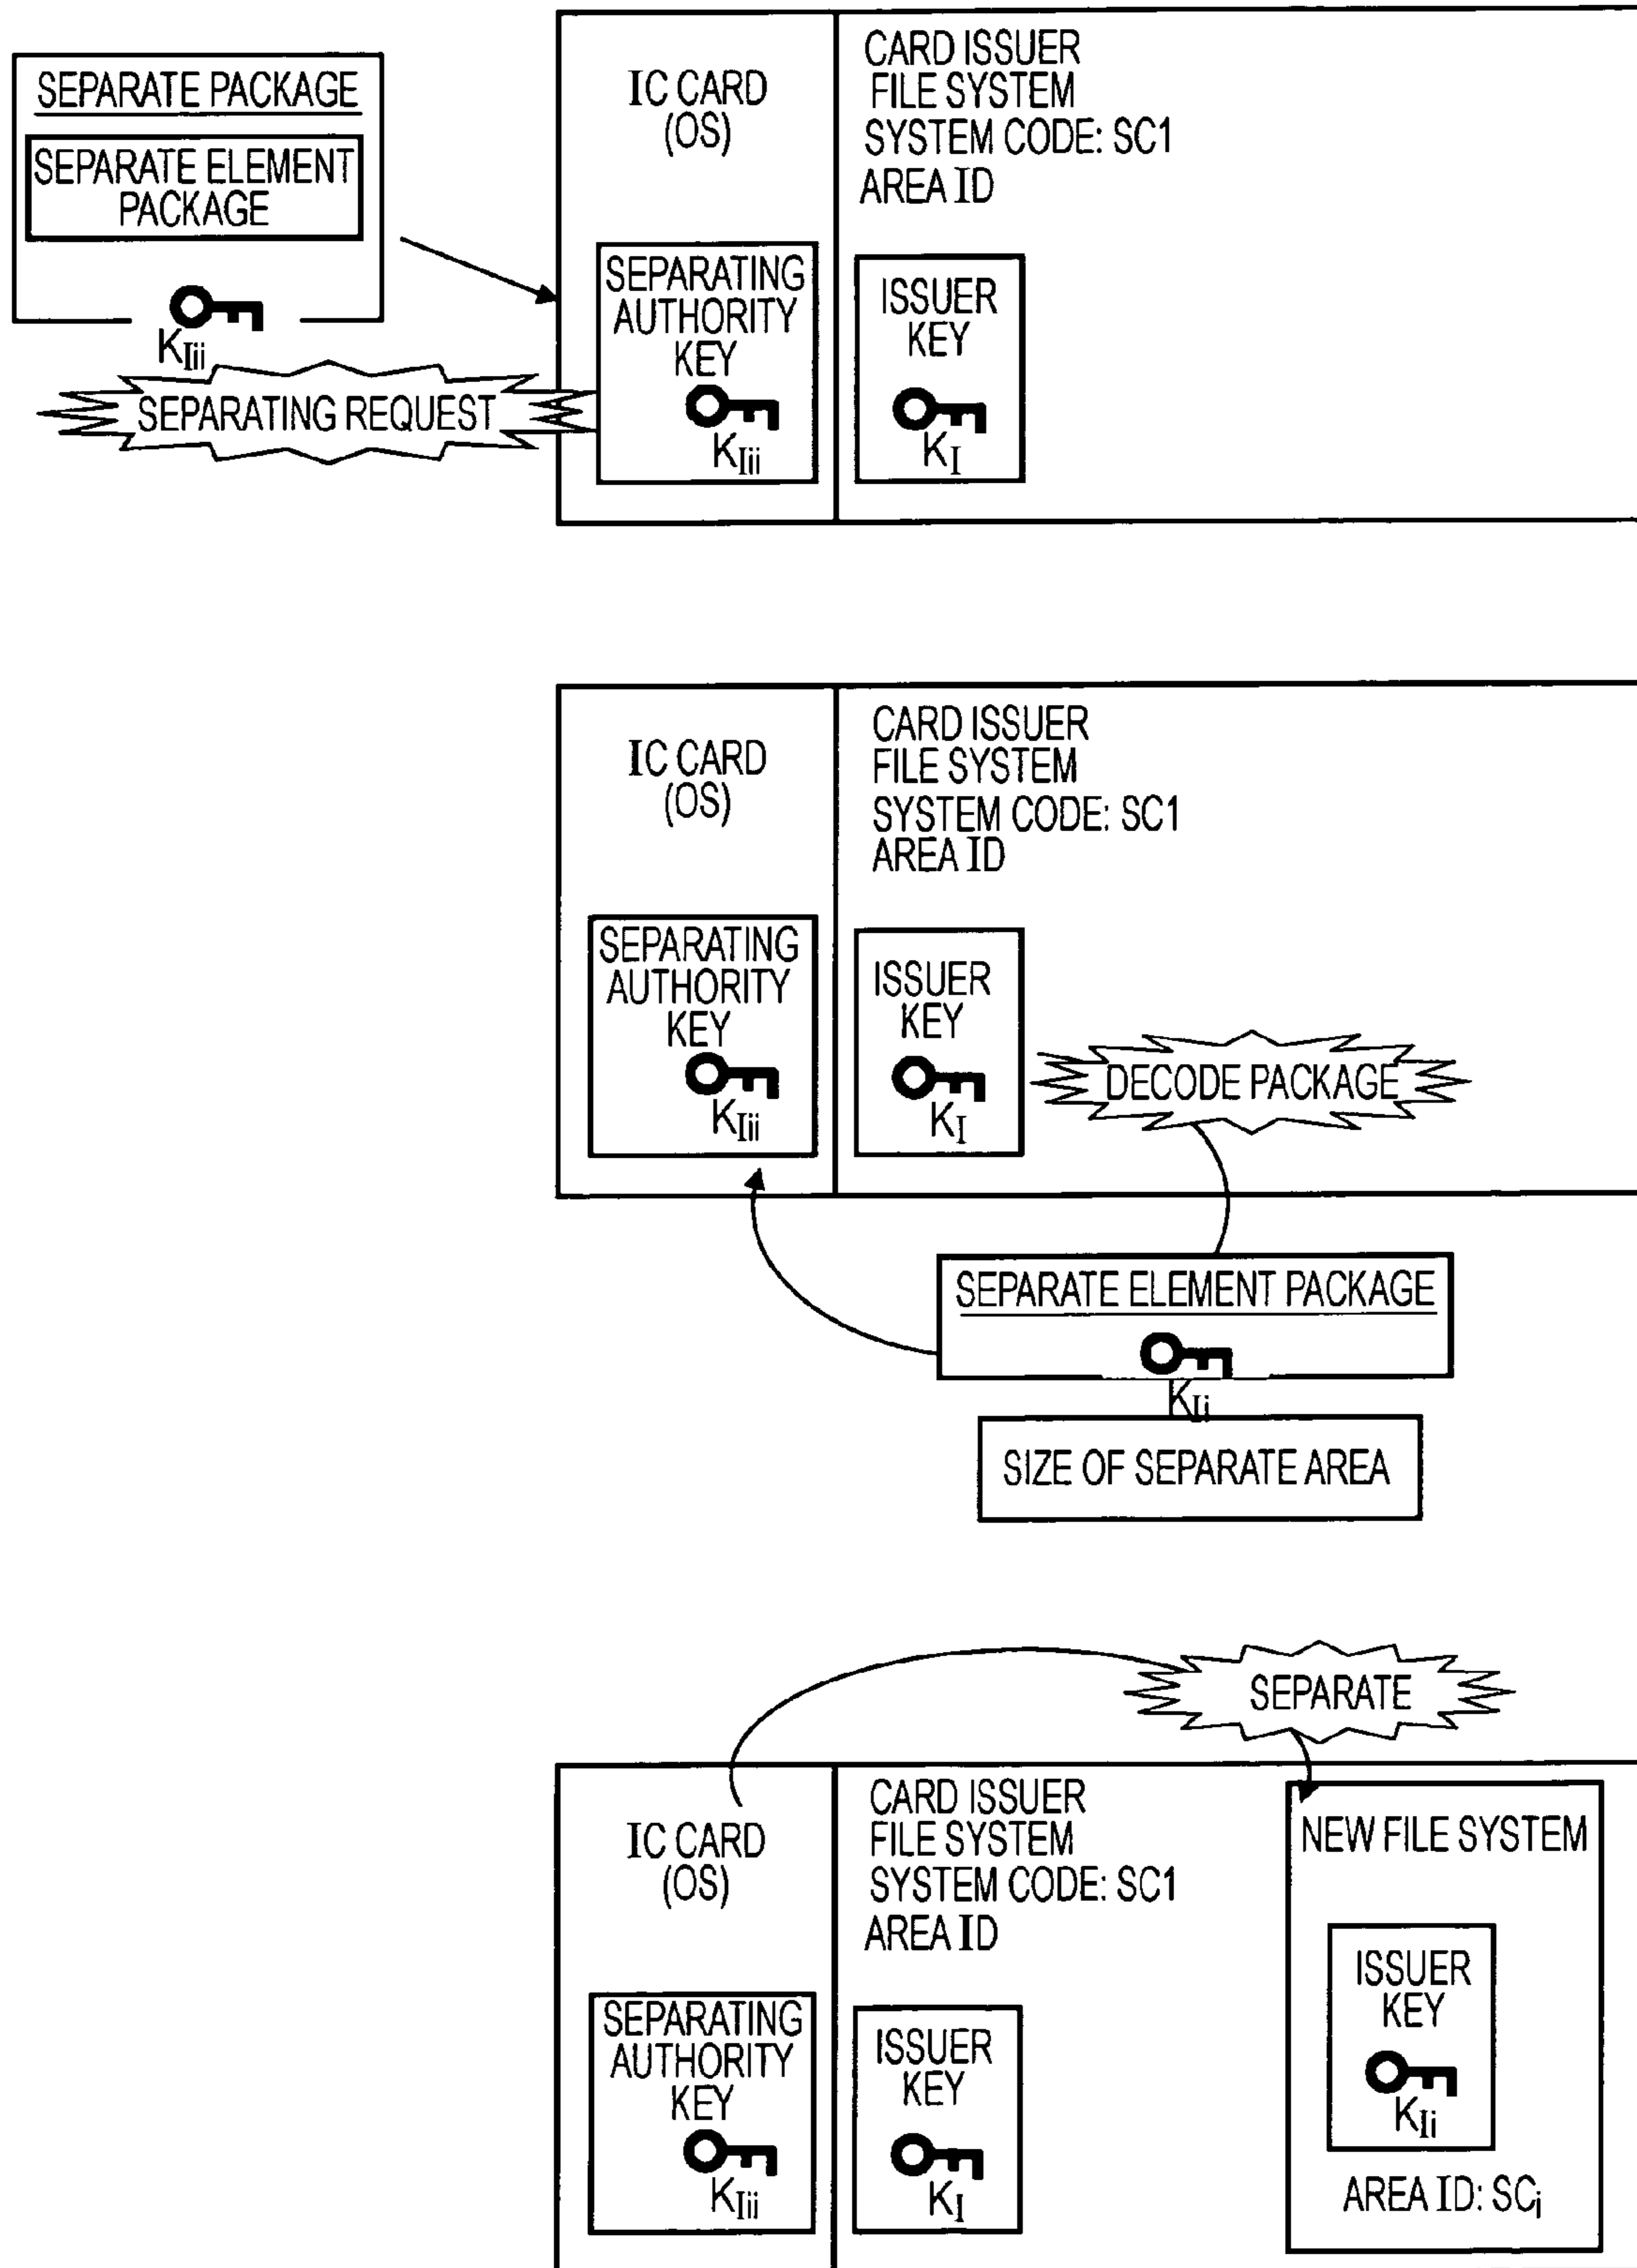 SEPARATE PACKAGE
SEPARATE ELEMENT
PACKAGE
KIii
SEPARATING REQUEST
IC CARD
(OS)
SEPARATING
AUTHORITY
KEY
KIii
CARD ISSUER
FILE SYSTEM
SYSTEM CODE: SC1
AREA ID
ISSUER
KEY
KI
IC CARD
(OS)
SEPARATING
AUTHORITY
KEY
KIii
CARD ISSUER
FILE SYSTEM
SYSTEM CODE: SC1
AREA ID
ISSUER
KEY
KI
DECODE PACKAGE
SEPARATE ELEMENT PACKAGE
KIi
SIZE OF SEPARATE AREA
SEPARATE
IC CARD
(OS)
SEPARATING
AUTHORITY
KEY
KIii
CARD ISSUER
FILE SYSTEM
SYSTEM CODE: SC1
AREA ID
ISSUER
KEY
KI
NEW FILE SYSTEM
ISSUER
KEY
KIi
AREA ID: SCi